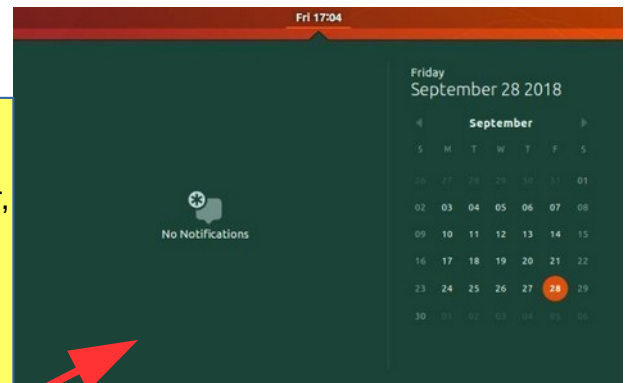 Fri 17:04
Friday
September 28 2018
September
S M T W T F S
26 27 28 29 30 31 01
02 03 04 05 06 07 08
09 10 11 12 13 14 15
16 17 18 19 20 21 22
23 24 25 26 27 28 29
30 01 02 03 04 05 06
No Notifications